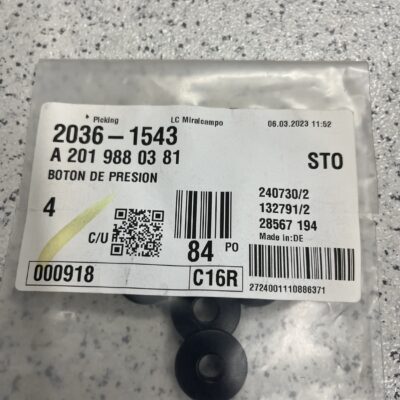 Picking LC Miralcampo 06.03.2023 11:52
2036-1543
A 201 988 03 81 STO
BOTON DE PRESION
4 C/U 84 PO
240730/2
132791/2
28567 194
Made in:DE
000918 C16R
2724001110886371